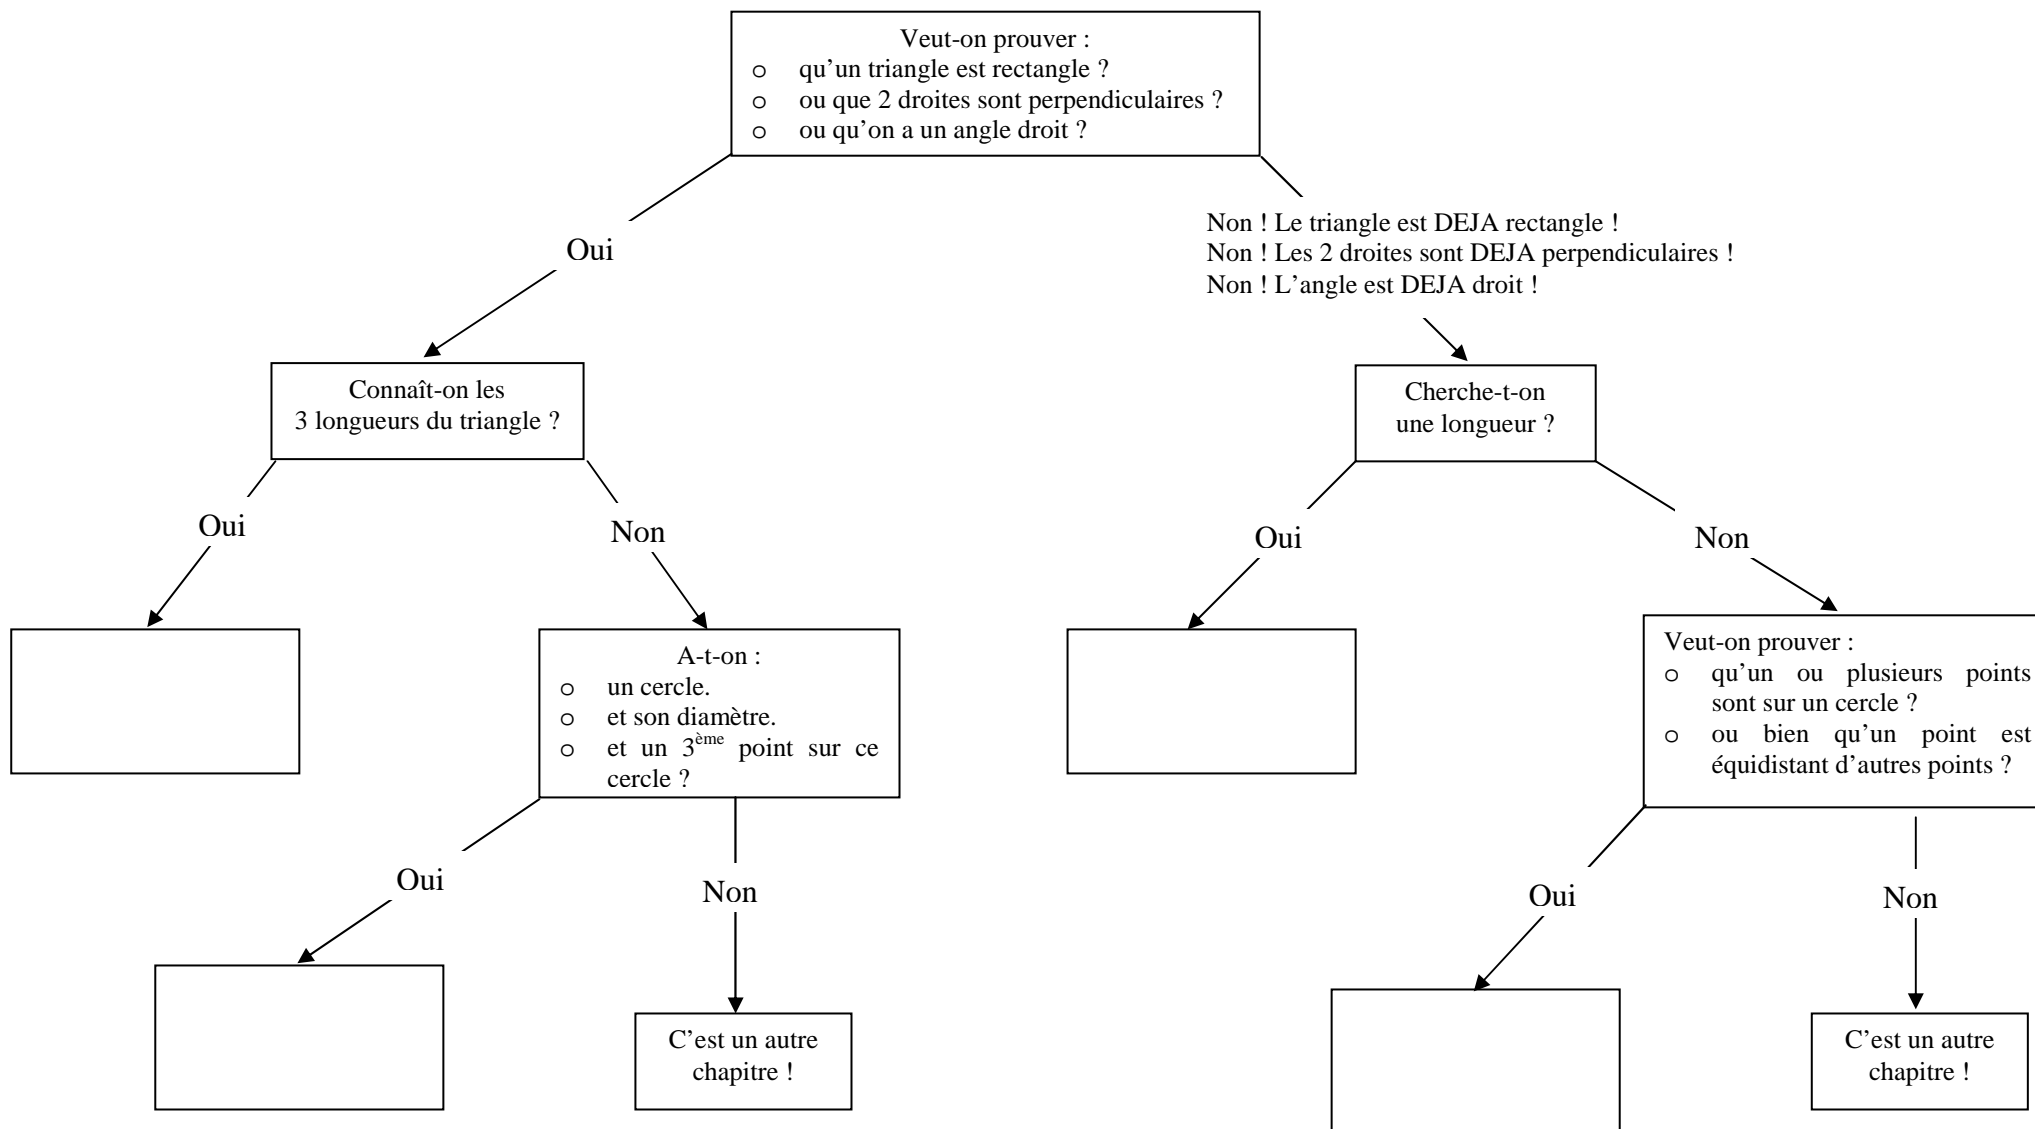 Veut-on prouver :
o qu’un triangle est rectangle ?
o ou que 2 droites sont perpendiculaires ?
o ou qu’on a un angle droit ?
Oui
Non ! Le triangle est DEJA rectangle !
Non ! Les 2 droites sont DEJA perpendiculaires !
Non ! L’angle est DEJA droit !
Connaît-on les
3 longueurs du triangle ?
Cherche-t-on
une longueur ?
Oui
Non
Oui
Non
A-t-on :
o un cercle.
o et son diamètre.
o et un 3ème point sur ce
cercle ?
Veut-on prouver :
o qu’un ou plusieurs points
sont sur un cercle ?
o ou bien qu’un point est
équidistant d’autres points ?
Oui
Non
Oui
Non
C’est un autre
chapitre !
C’est un autre
chapitre !